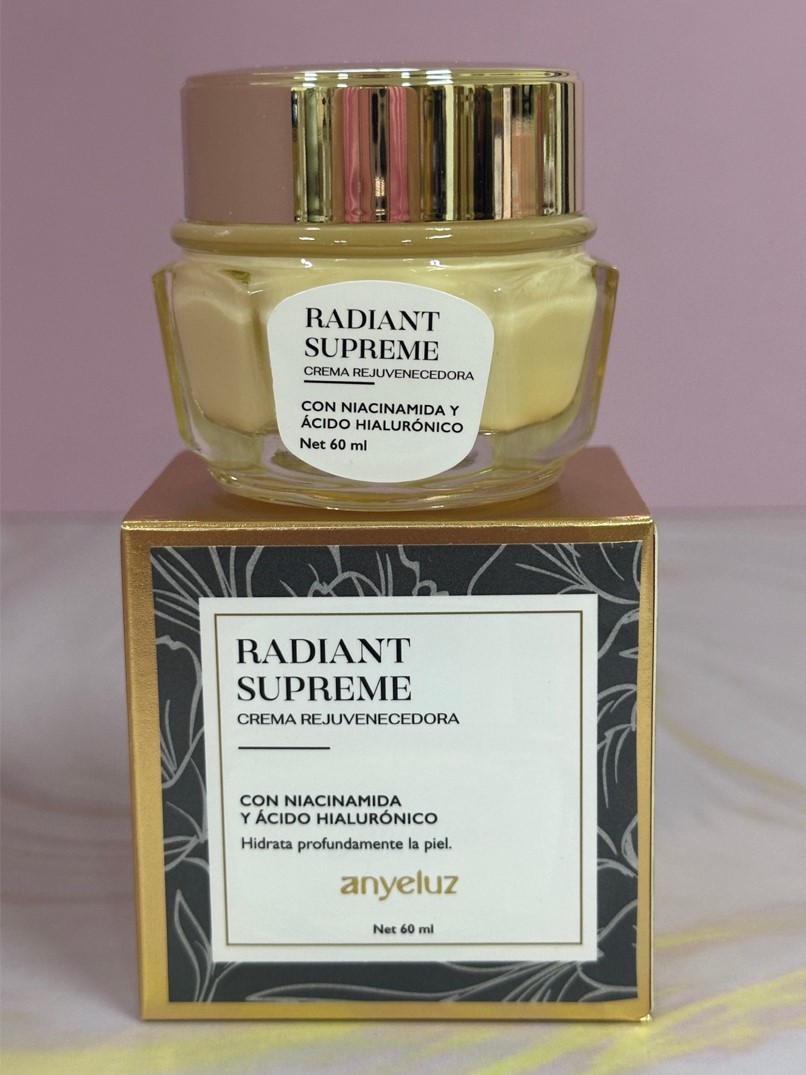 RADIANT
SUPREME
CREMA REJUVENECEDORA
CON NIACINAMIDA Y
ÁCIDO HIALURÓNICO
Net 60 ml
RADIANT
SUPREME
CREMA REJUVENECEDORA
CON NIACINAMIDA
Y ÁCIDO HIALURÓNICO
Hidrata profundamente la piel.
anyeluz
Net 60 ml